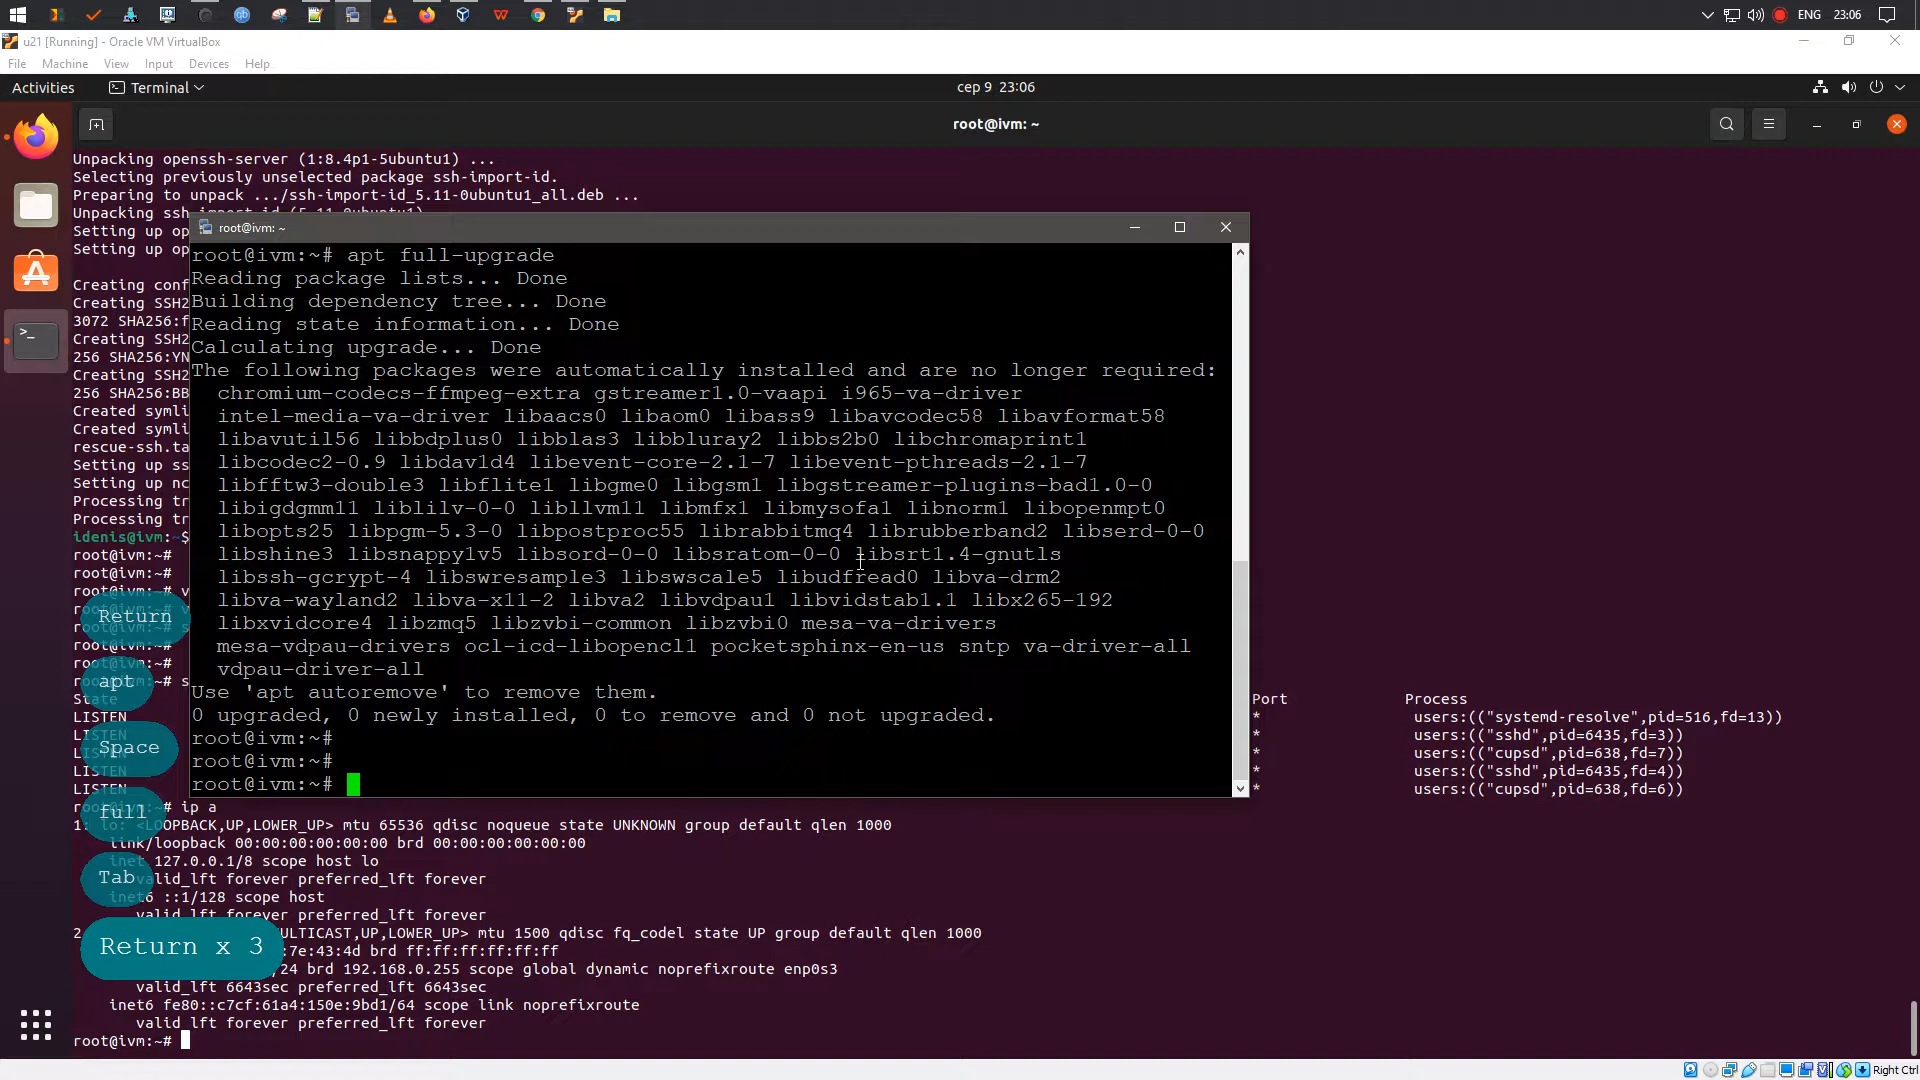 ENG
23:06
u21 [Running] - Oracle VM VirtualBox
File Machine View Input Devices Help
Activities
Terminal
сер 9 23:06
root@ivm: ~
Unpacking openssh-server (1:8.4p1-5ubuntu1) ...
Selecting previously unselected package ssh-import-id.
Preparing to unpack .../ssh-import-id_5.11-0ubuntu1_all.deb ...
Unpacking ssh-import-id (5.11-0ubuntu1)
Setting up op
Setting up op
Creating conf
Creating SSH2
3072 SHA256:f
Creating SSH2
256 SHA256:YN
Creating SSH2
256 SHA256:BB
Created symli
Created symli
rescue-ssh.ta
Setting up ss
Setting up nc
Processing tr
Processing tr
idenis@ivm:~$
root@ivm:~#
root@ivm:~#
root@ivm:~# v
root@ivm:~# v
root@ivm:~# s
root@ivm:~#
root@ivm:~#
root@ivm:~# s
State
LISTEN
LISTEN
LISTEN
LISTEN
LISTEN
root@ivm: ~
root@ivm:~# apt full-upgrade
Reading package lists... Done
Building dependency tree... Done
Reading state information... Done
Calculating upgrade... Done
The following packages were automatically installed and are no longer required:
chromium-codecs-ffmpeg-extra gstreamer1.0-vaapi i965-va-driver
intel-media-va-driver libaacs0 libaom0 libass9 libavcodec58 libavformat58
libavutil56 libbdplus0 libblas3 libbluray2 libbs2b0 libchromaprint1
libcodec2-0.9 libdav1d4 libevent-core-2.1-7 libevent-pthreads-2.1-7
libfftw3-double3 libflite1 libgme0 libgsm1 libgstreamer-plugins-bad1.0-0
libigdgmm11 liblilv-0-0 libllvm11 libmfx1 libmysofa1 libnorm1 libopenmpt0
libopts25 libpgm-5.3-0 libpostproc55 librabbitmq4 librubberband2 libserd-0-0
libshine3 libsnappy1v5 libsord-0-0 libsratom-0-0 libsrt1.4-gnutls
libssh-gcrypt-4 libswresample3 libswscale5 libudfread0 libva-drm2
libva-wayland2 libva-x11-2 libva2 libvdpau1 libvidstab1.1 libx265-192
libxvidcore4 libzmq5 libzvbi-common libzvbi0 mesa-va-drivers
mesa-vdpau-drivers ocl-icd-libopencl1 pocketsphinx-en-us sntp va-driver-all
vdpau-driver-all
Use 'apt autoremove' to remove them.
0 upgraded, 0 newly installed, 0 to remove and 0 not upgraded.
root@ivm:~#
root@ivm:~#
root@ivm:~#
Port Process
* users:(("systemd-resolve",pid=516,fd=13))
* users:(("sshd",pid=6435,fd=3))
* users:(("cupsd",pid=638,fd=7))
* users:(("sshd",pid=6435,fd=4))
* users:(("cupsd",pid=638,fd=6))
root@ivm:~# ip a
1: lo: <LOOPBACK,UP,LOWER_UP> mtu 65536 qdisc noqueue state UNKNOWN group default qlen 1000
link/loopback 00:00:00:00:00:00 brd 00:00:00:00:00:00
inet 127.0.0.1/8 scope host lo
valid_lft forever preferred_lft forever
inet6 ::1/128 scope host
valid_lft forever preferred_lft forever
2 ULTICAST,UP,LOWER_UP> mtu 1500 qdisc fq_codel state UP group default qlen 1000
:7e:43:4d brd ff:ff:ff:ff:ff:ff
/24 brd 192.168.0.255 scope global dynamic noprefixroute enp0s3
valid_lft 6643sec preferred_lft 6643sec
inet6 fe80::c7cf:61a4:150e:9bd1/64 scope link noprefixroute
valid_lft forever preferred_lft forever
root@ivm:~#
Return
apt
Space
full
Tab
Return x 3
Right Ctrl